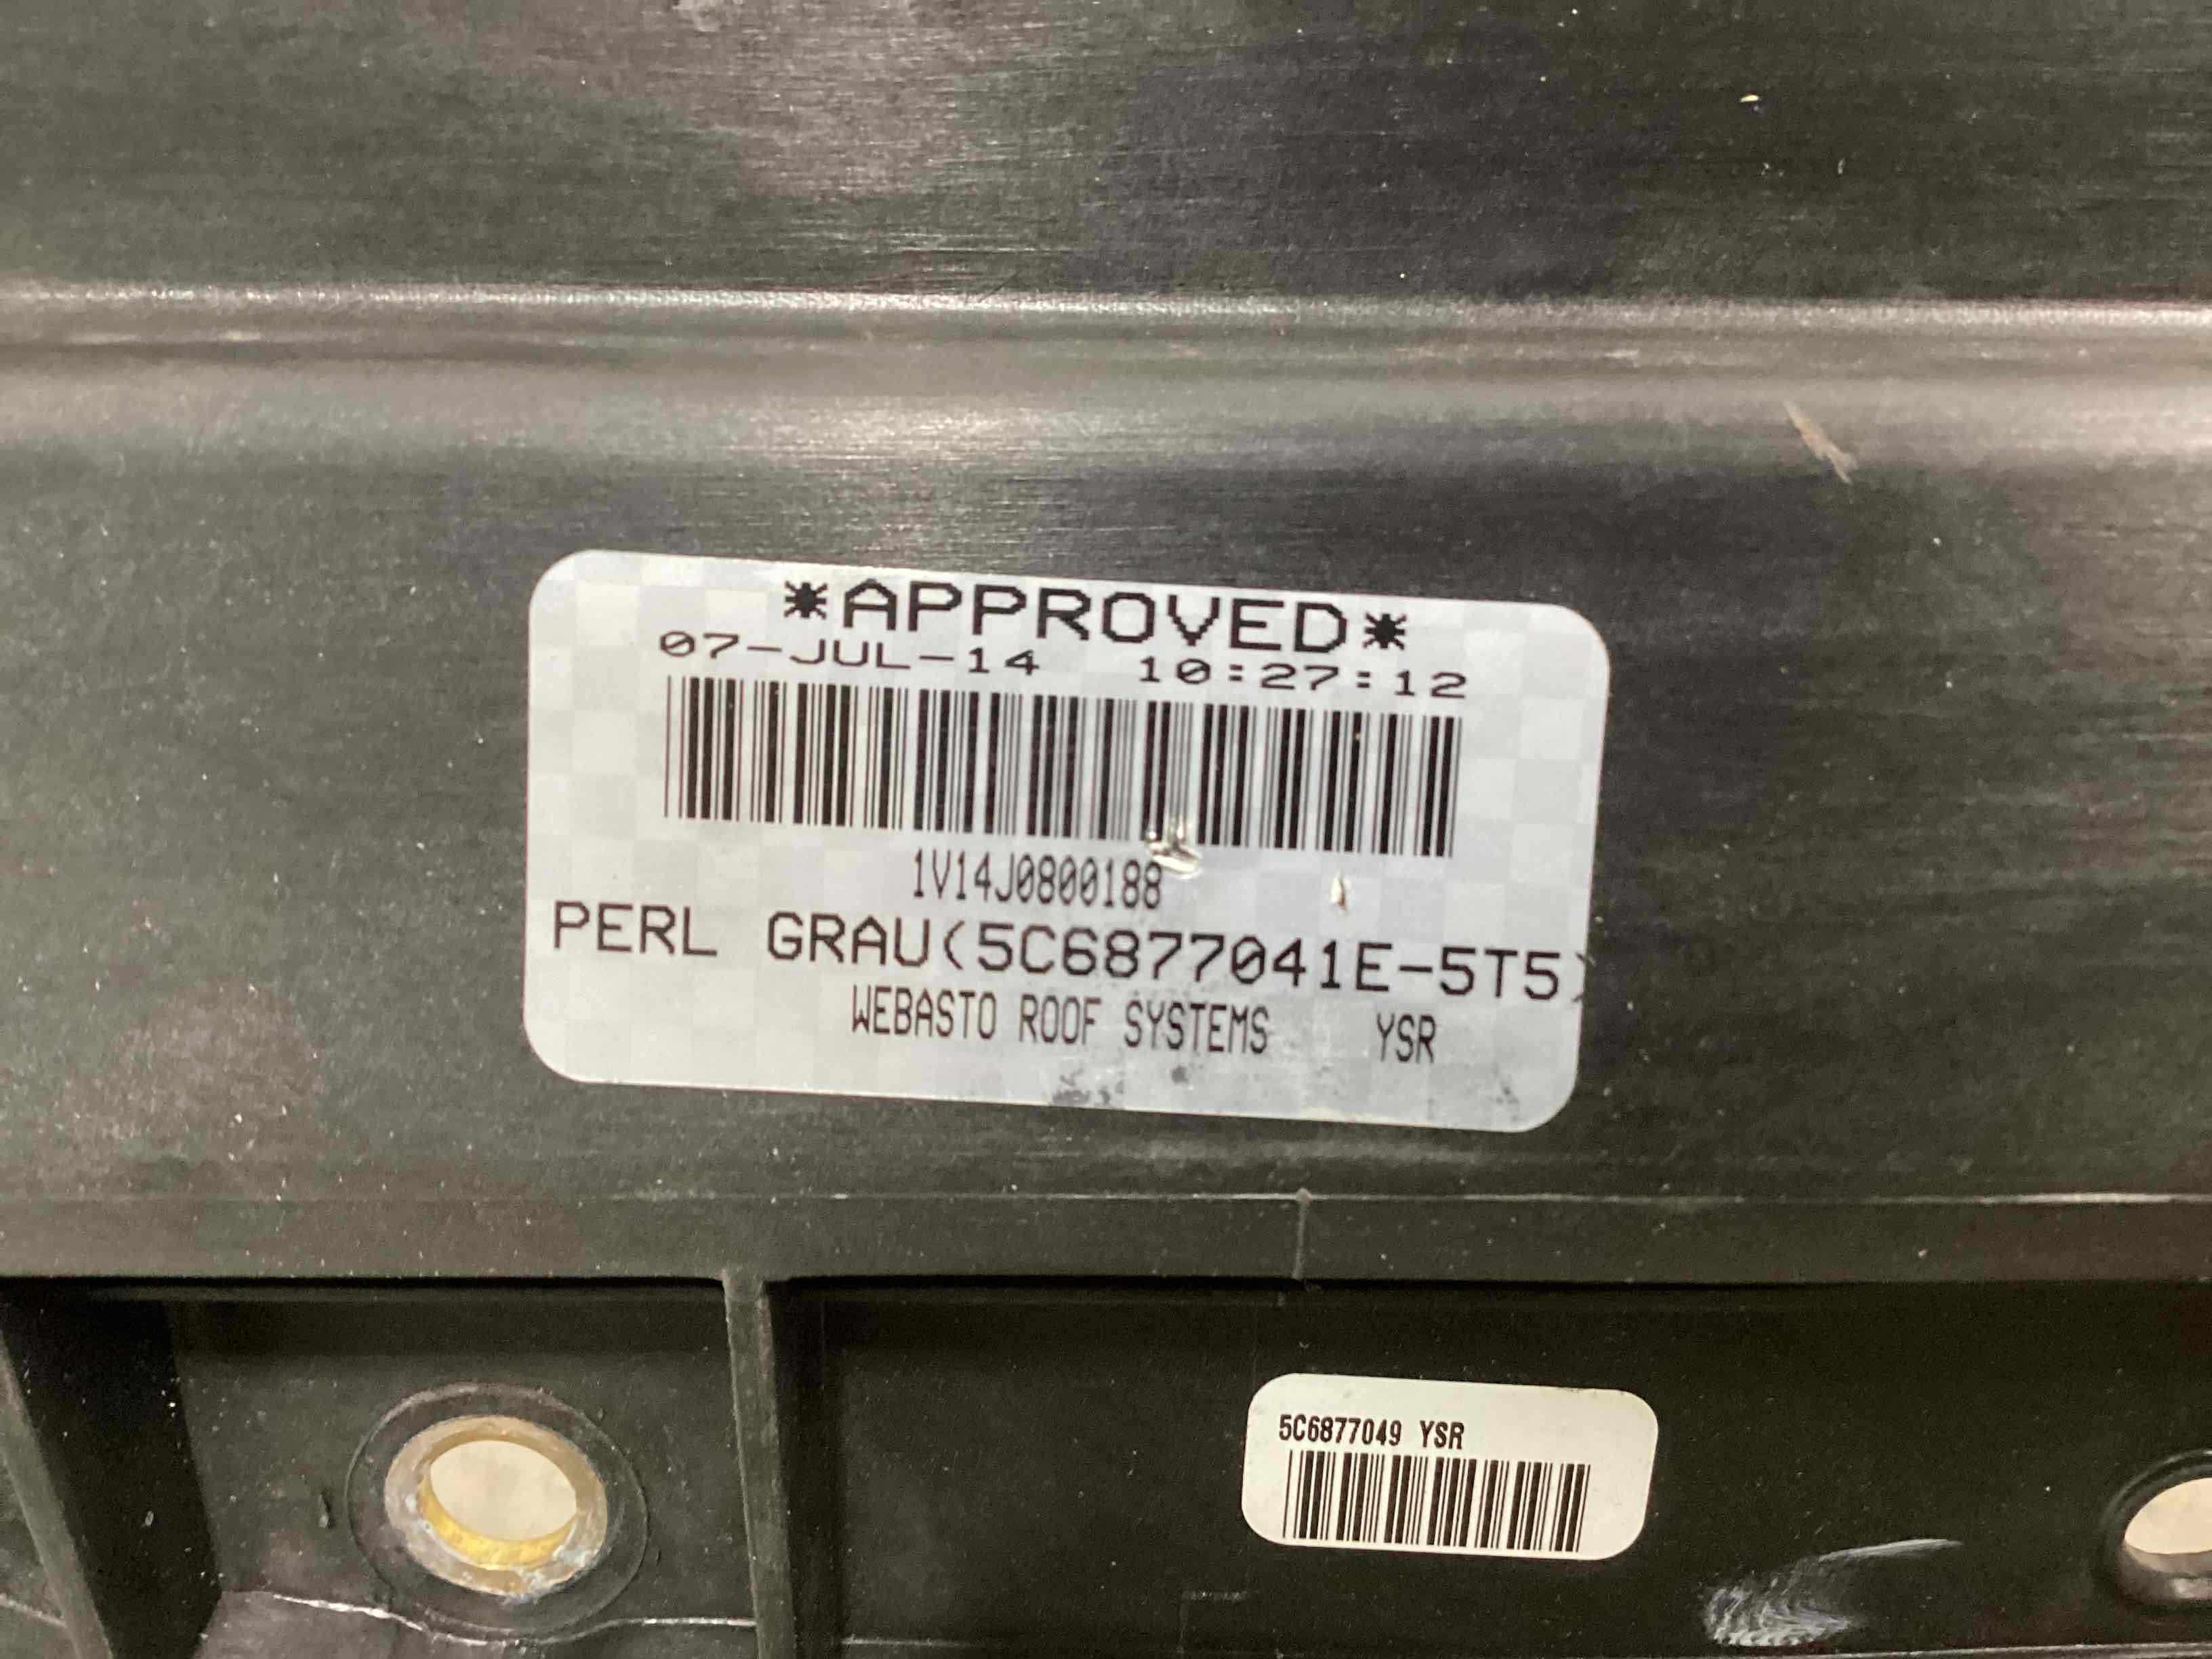 *APPROVED*
07-JUL-14 10:27:12
1V14J0800188
PERL GRAU(5C6877041E-5T5)
WEBASTO ROOF SYSTEMS YSR
5C6877049 YSR